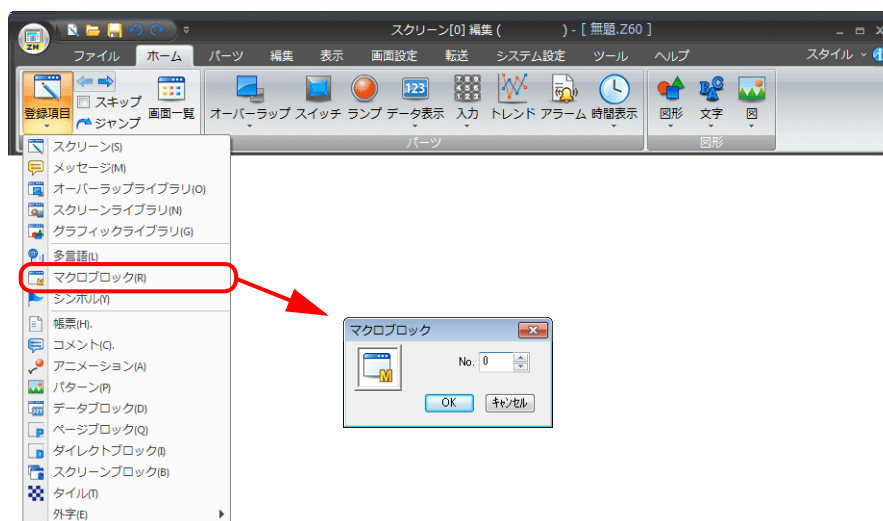 スクリーン[0] 編集 ( ) - [ 無題.Z60 ]
ZM
ファイル ホーム パーツ 編集 表示 画面設定 転送 システム設定 ツール ヘルプ スタイル
登録項目 スキップ ジャンプ 画面一覧 オーバーラップ スイッチ ランプ データ表示 入力 トレンド アラーム 時間表示 図形 文字 図
123
パーツ 図形
スクリーン(S)
メッセージ(M)
オーバーラップライブラリ(O)
スクリーンライブラリ(N)
グラフィックライブラリ(G)
多言語(L)
マクロブロック(R)
シンボル(Y)
帳票(H).
コメント(C).
アニメーション(A)
パターン(P)
データブロック(D)
ページブロック(Q)
ダイレクトブロック(I)
スクリーンブロック(B)
タイル(T)
外字(E)
マクロブロック
No. 0
M
OK キャンセル